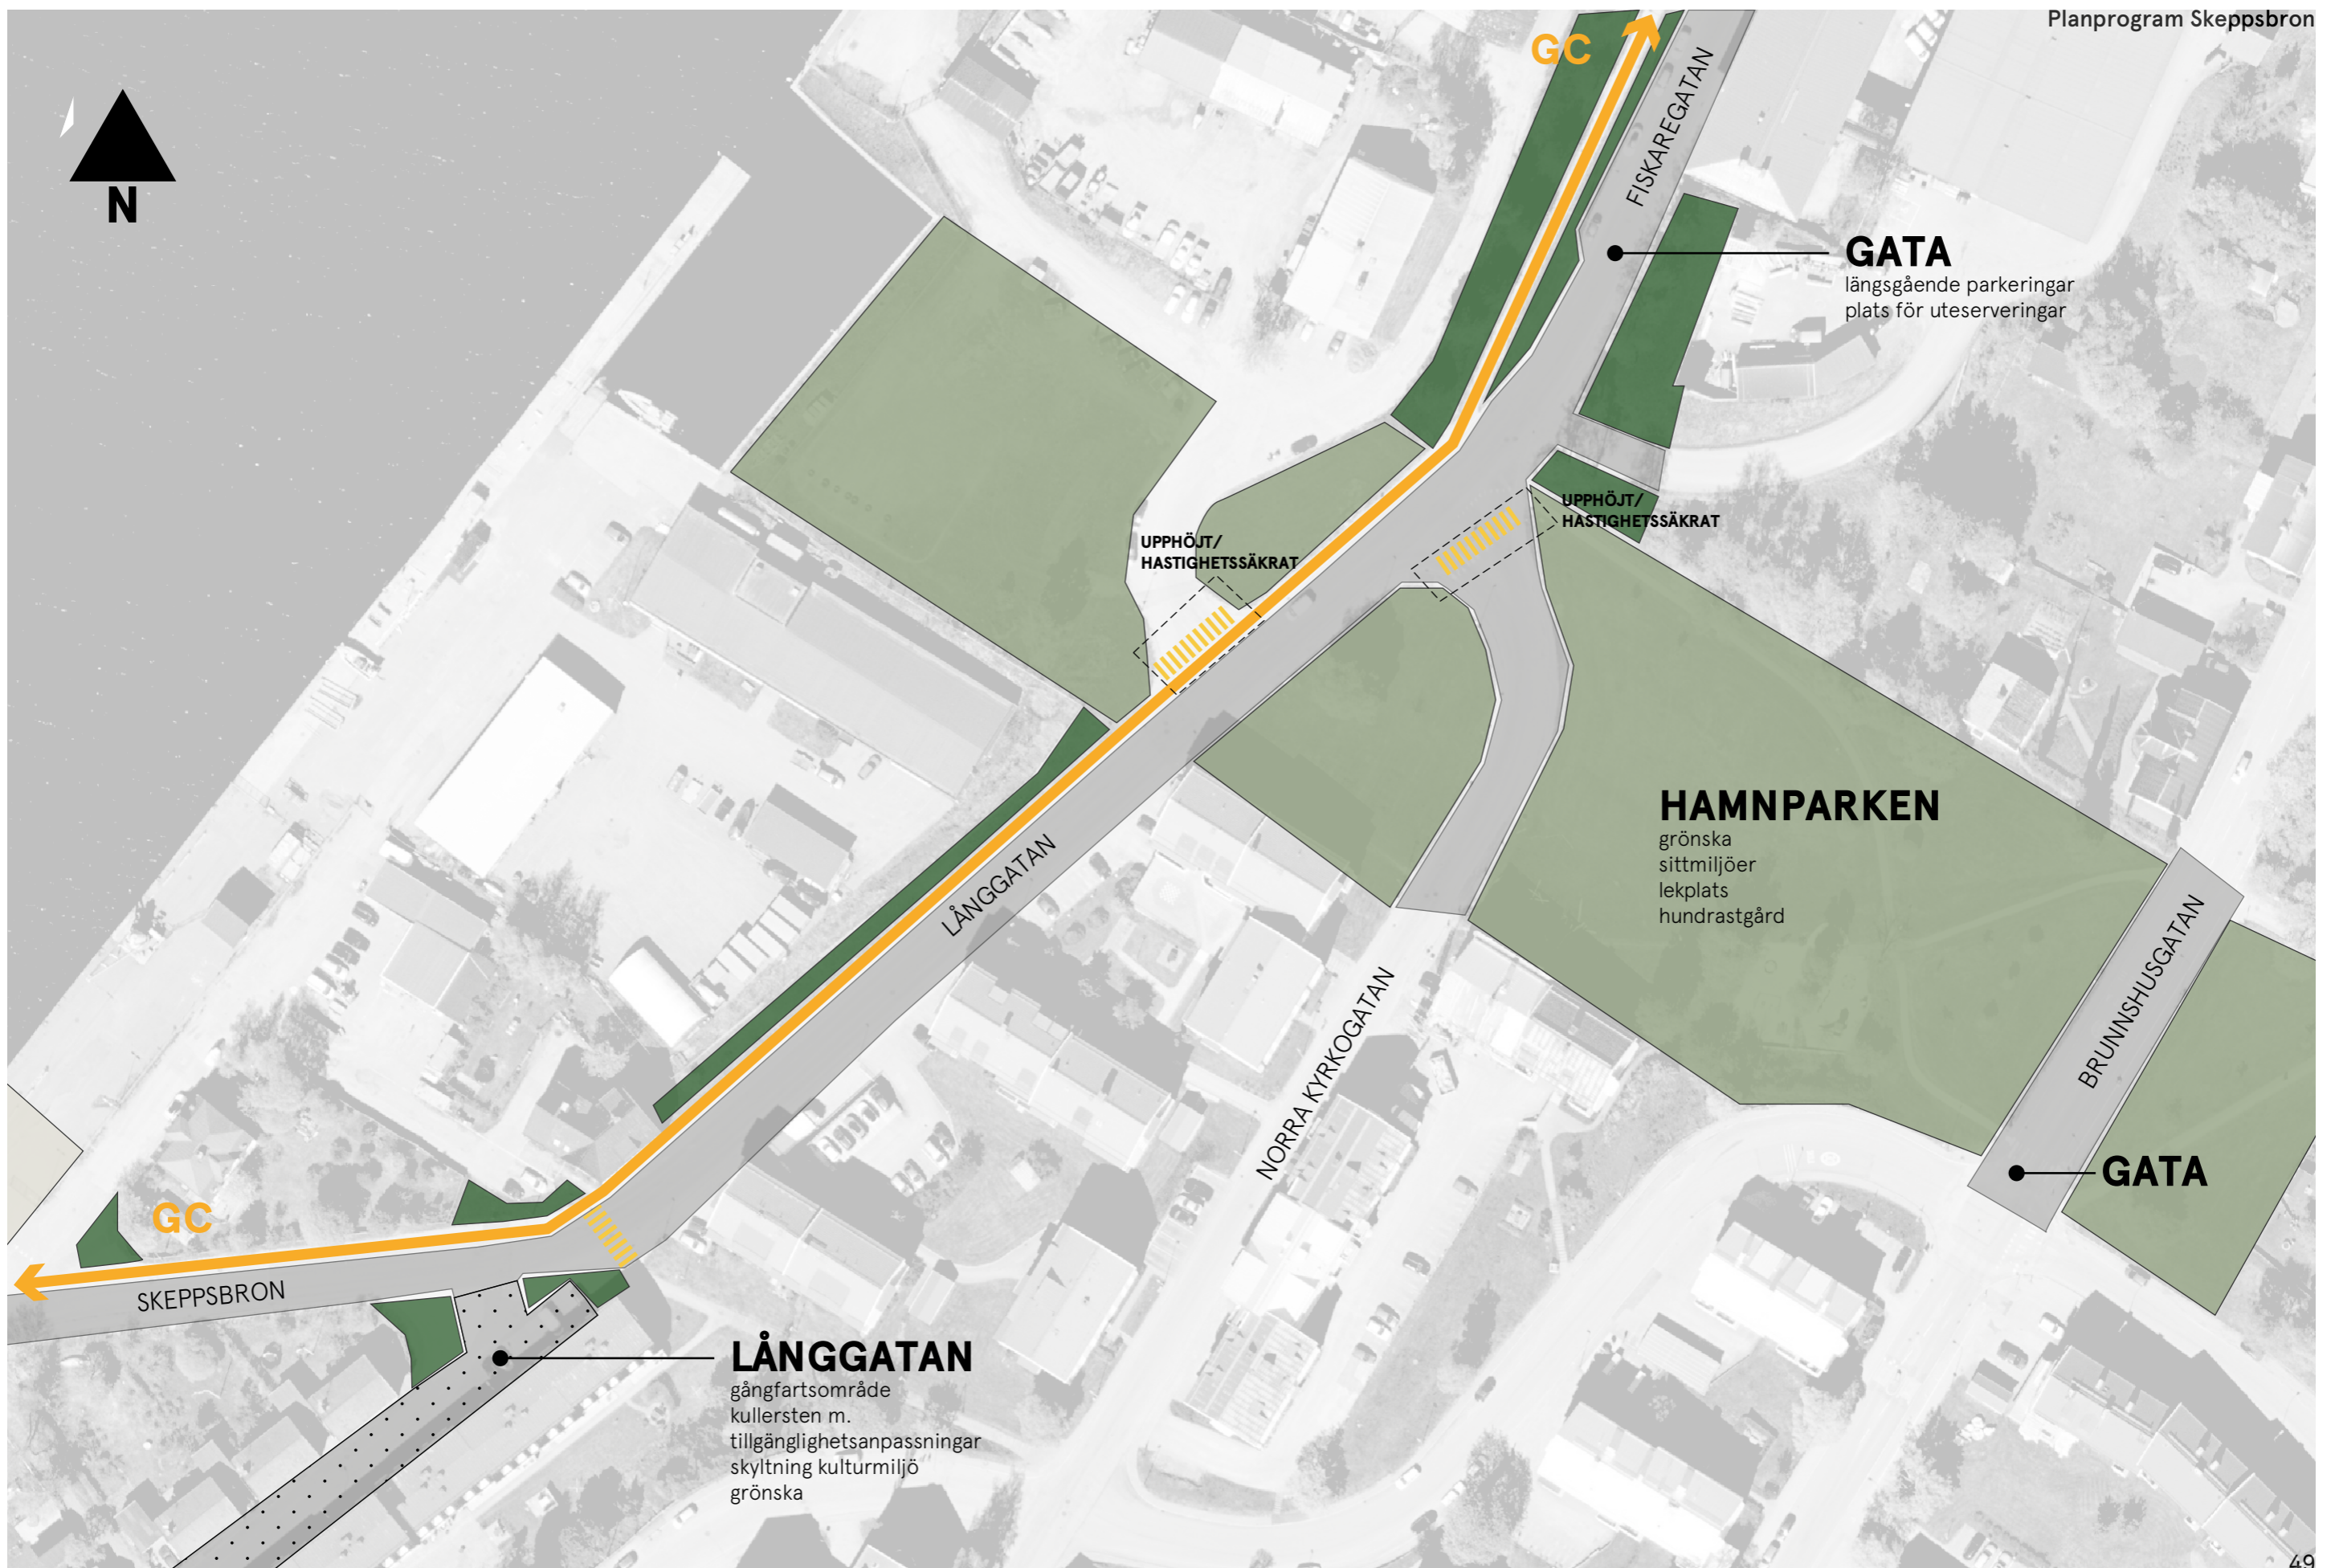 Planprogram Skeppsbron
GC
N
FISKAREGATAN
GATA
längsgående parkeringar
plats för uteserveringar
UPPHÖJT/
HASTIGHETSSÄKRAT
UPPHÖJT/
HASTIGHETSSÄKRAT
HAMNPARKEN
grönska
sittmiljöer
lekplats
hundrastgård
LÅNGGATAN
BRUNNSHUSGATAN
NORRA KYRKOGATAN
GATA
GC
SKEPPSBRON
LÅNGGATAN
gångfartsområde
kullersten m.
tillgänglighetsanpassningar
skyltning kulturmiljö
grönska
49